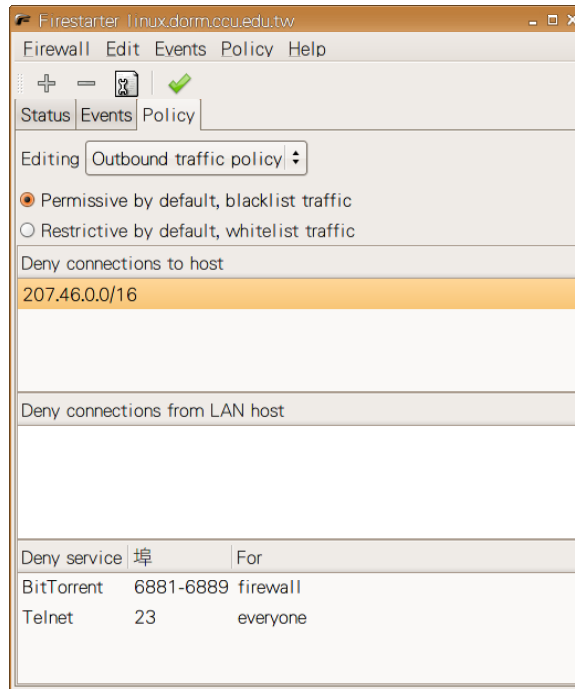 Firestarter linux.dorm.ccu.edu.tw
Firewall Edit Events Policy Help
Status Events Policy
Editing Outbound traffic policy
Permissive by default, blacklist traffic
Restrictive by default, whitelist traffic
Deny connections to host
207.46.0.0/16
Deny connections from LAN host
Deny service 埠 For
BitTorrent 6881-6889 firewall
Telnet 23 everyone